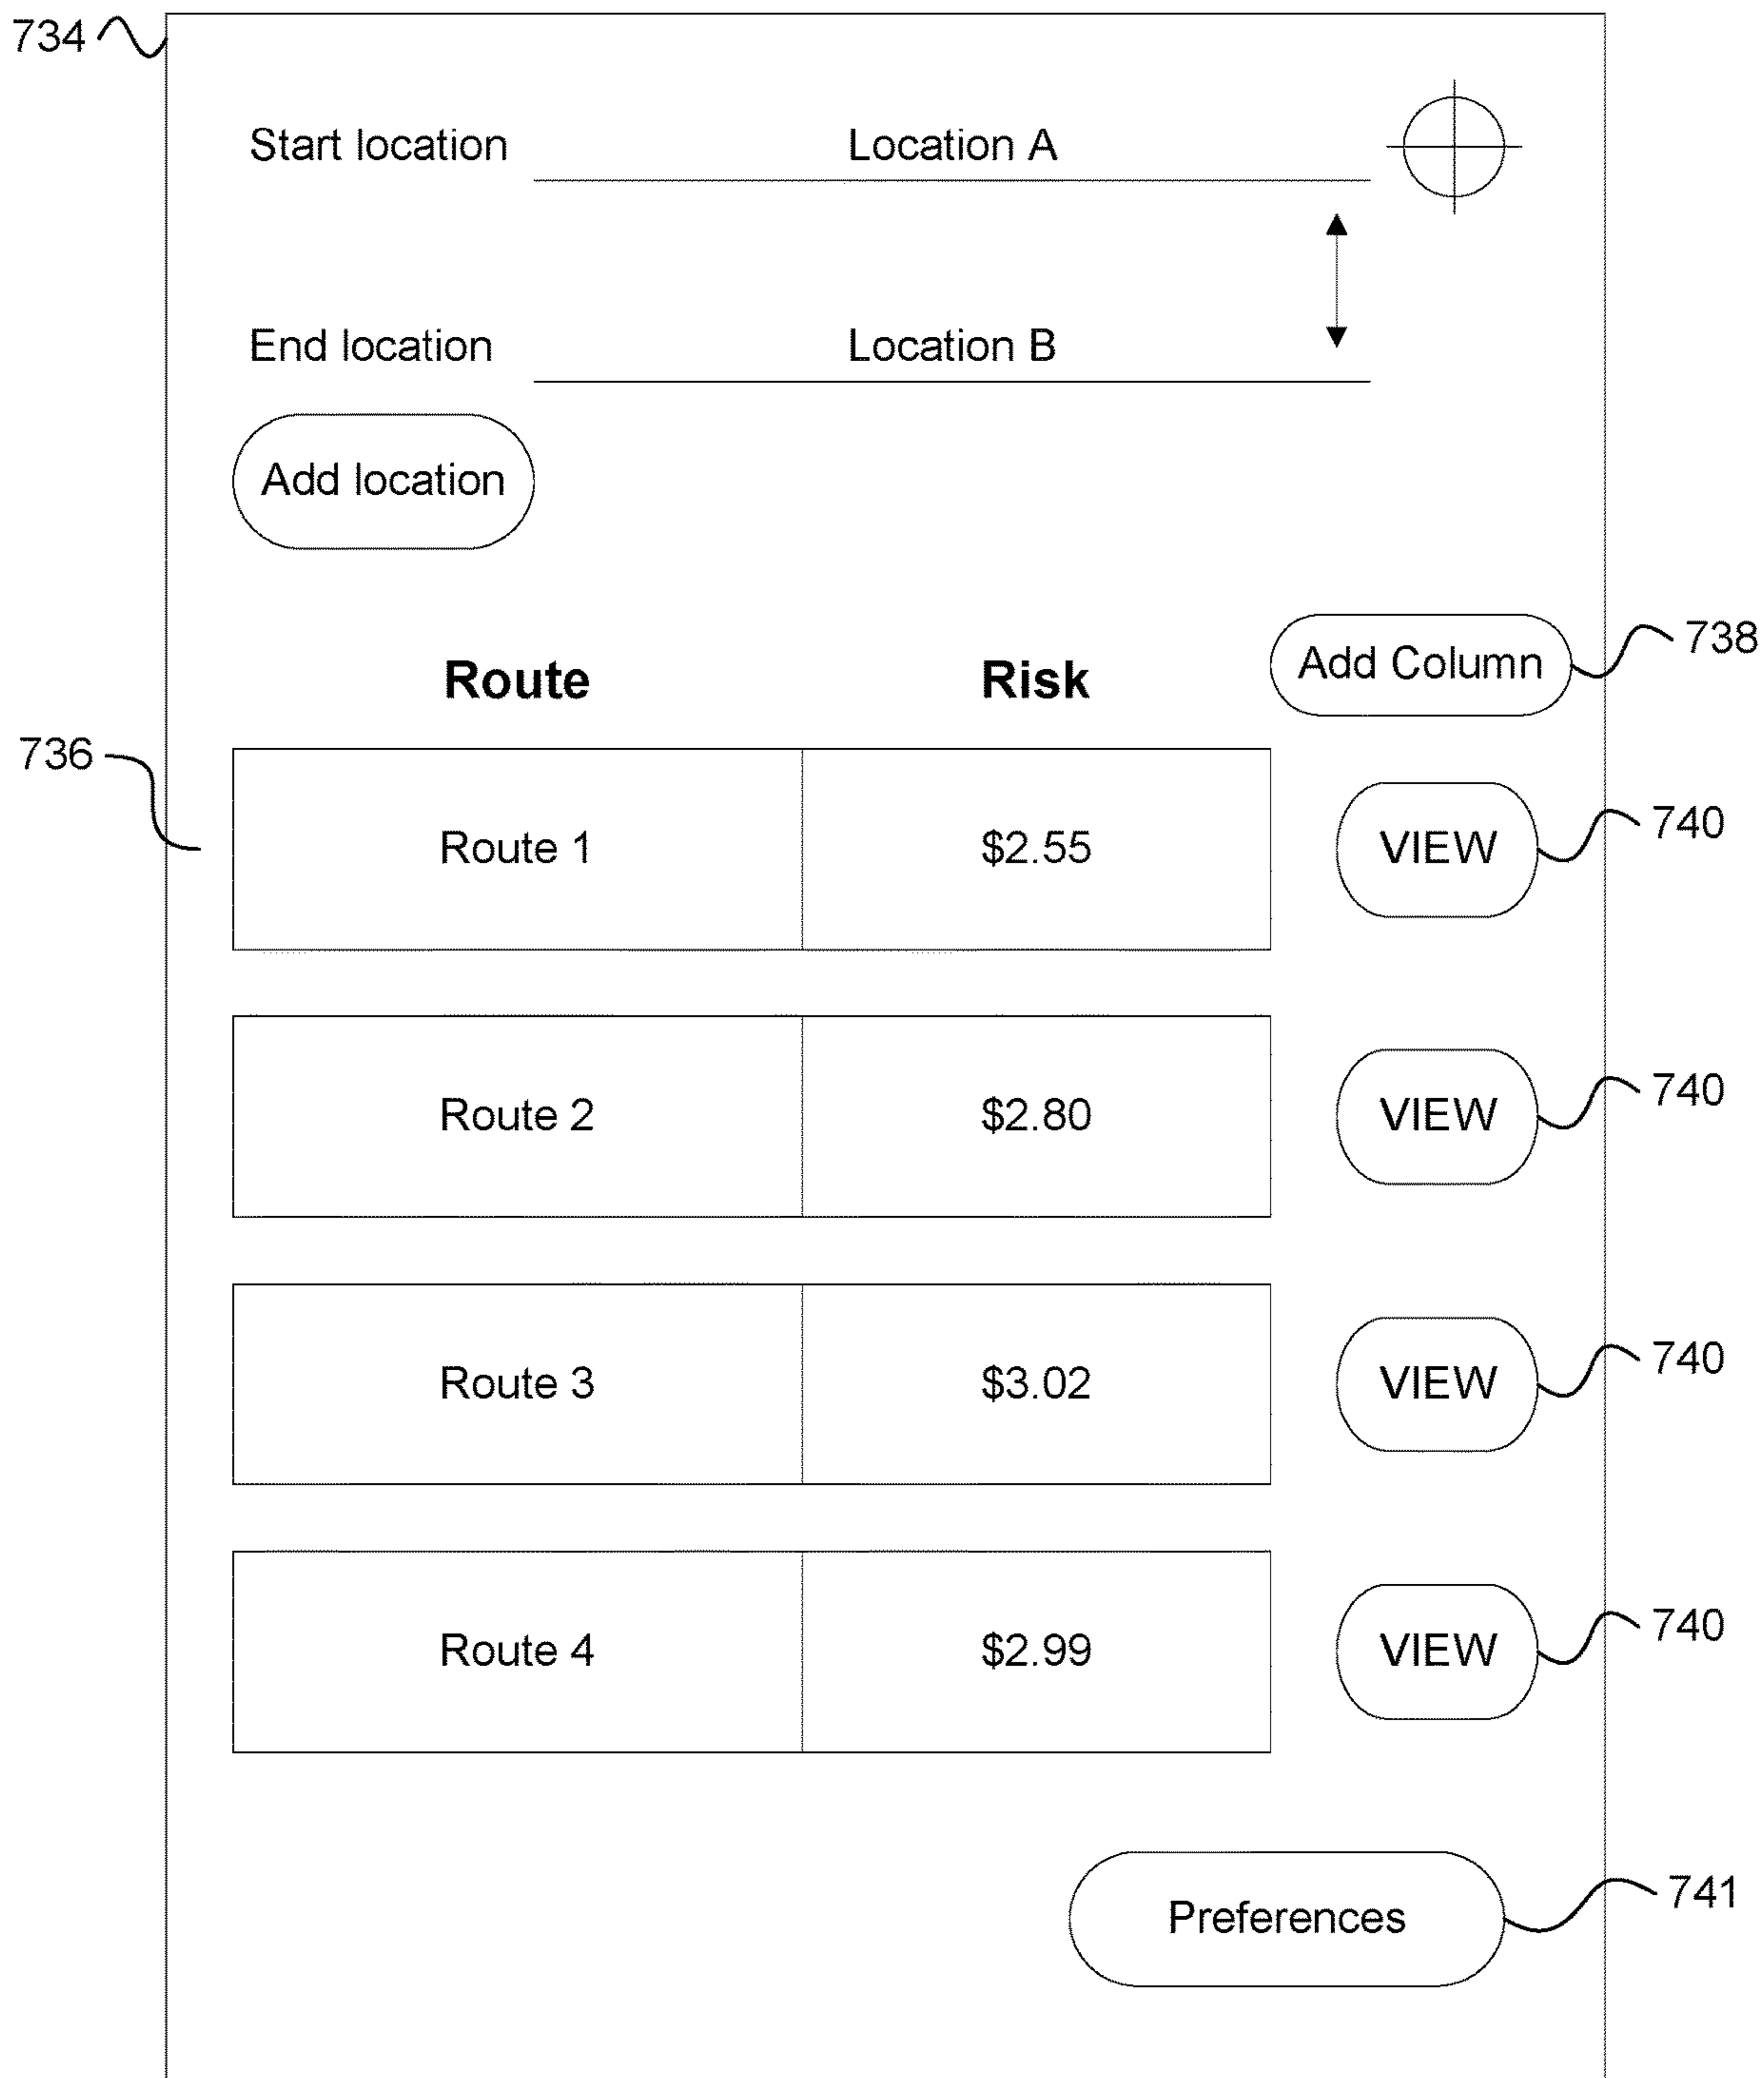 734
Start location Location A
End location Location B
Add location
Route Risk Add Column 738
736
Route 1 $2.55 VIEW 740
Route 2 $2.80 VIEW 740
Route 3 $3.02 VIEW 740
Route 4 $2.99 VIEW 740
Preferences 741